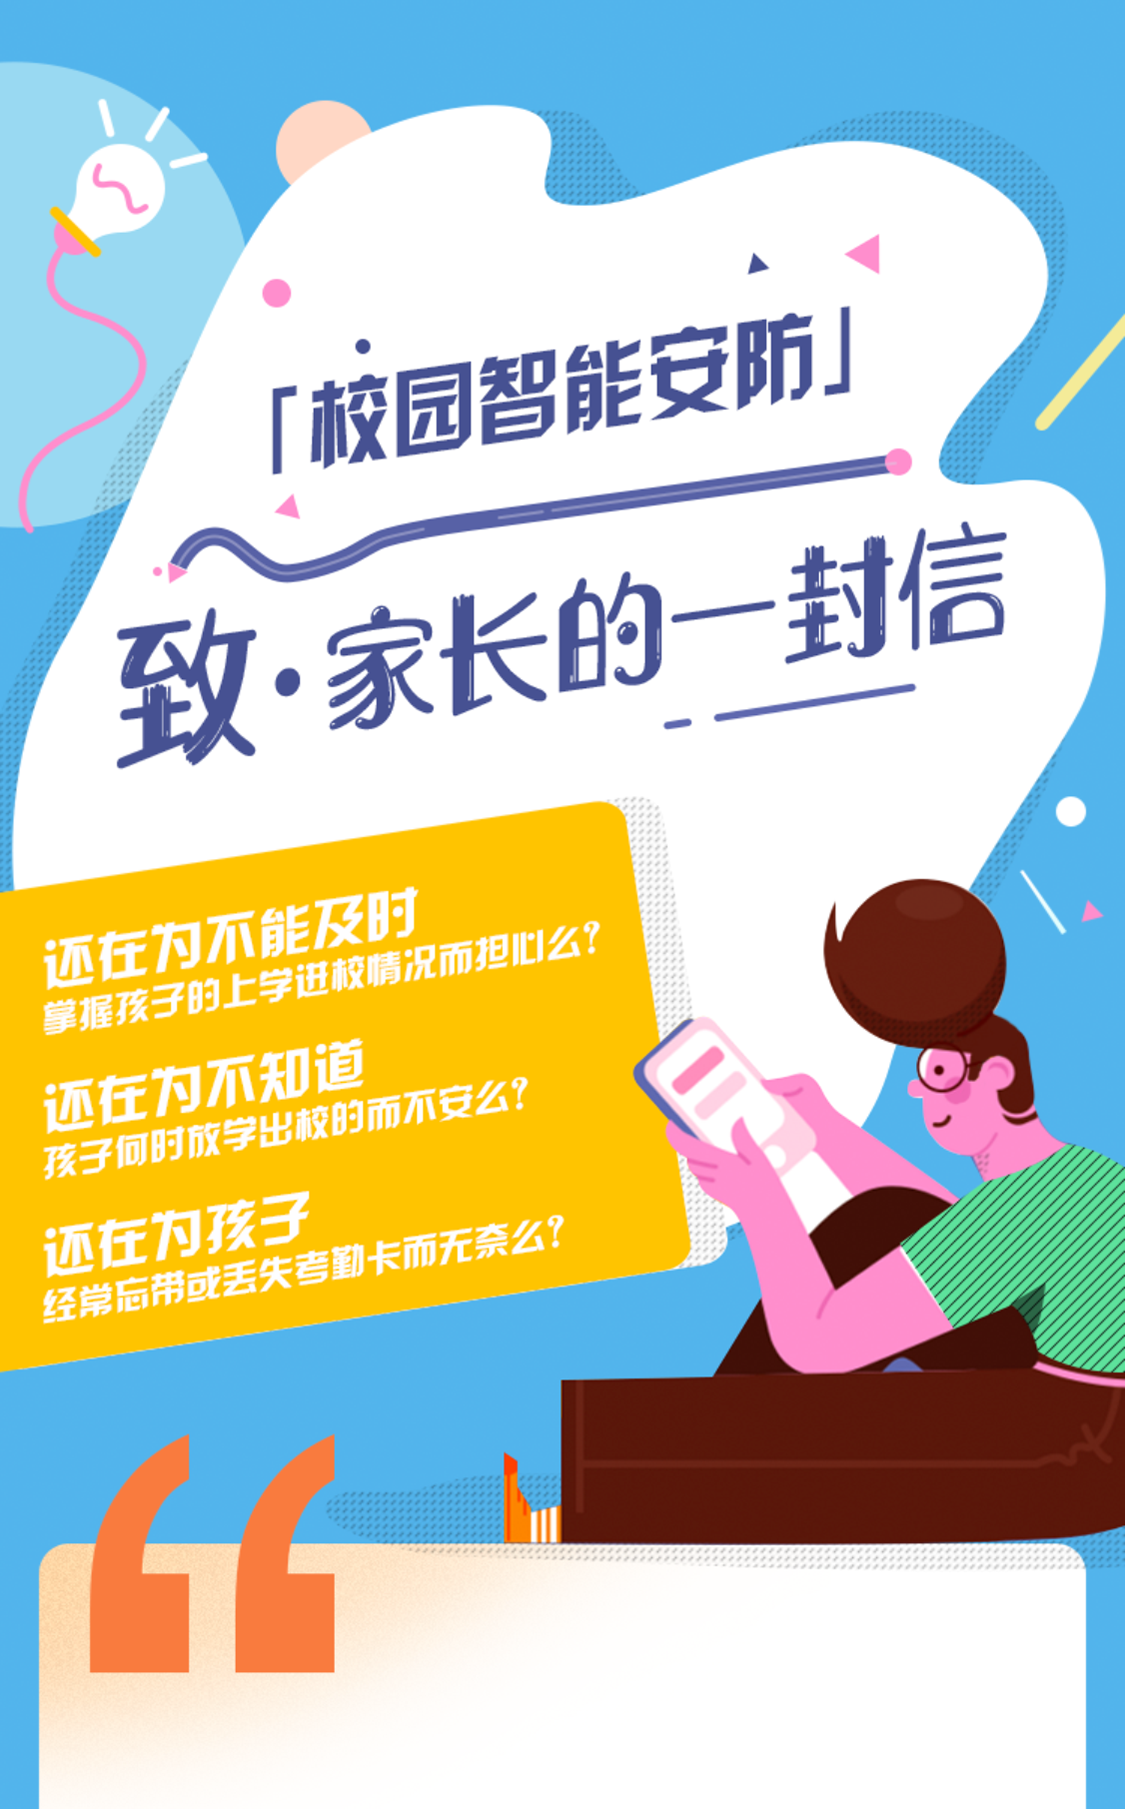 「校园智能安防」
致·家长的一封信
还在为不能及时
掌握孩子的上学进校情况而担心么?
还在为不知道
孩子何时放学出校的而不安么?
还在为孩子
经常忘带或丢失考勤卡而无奈么?